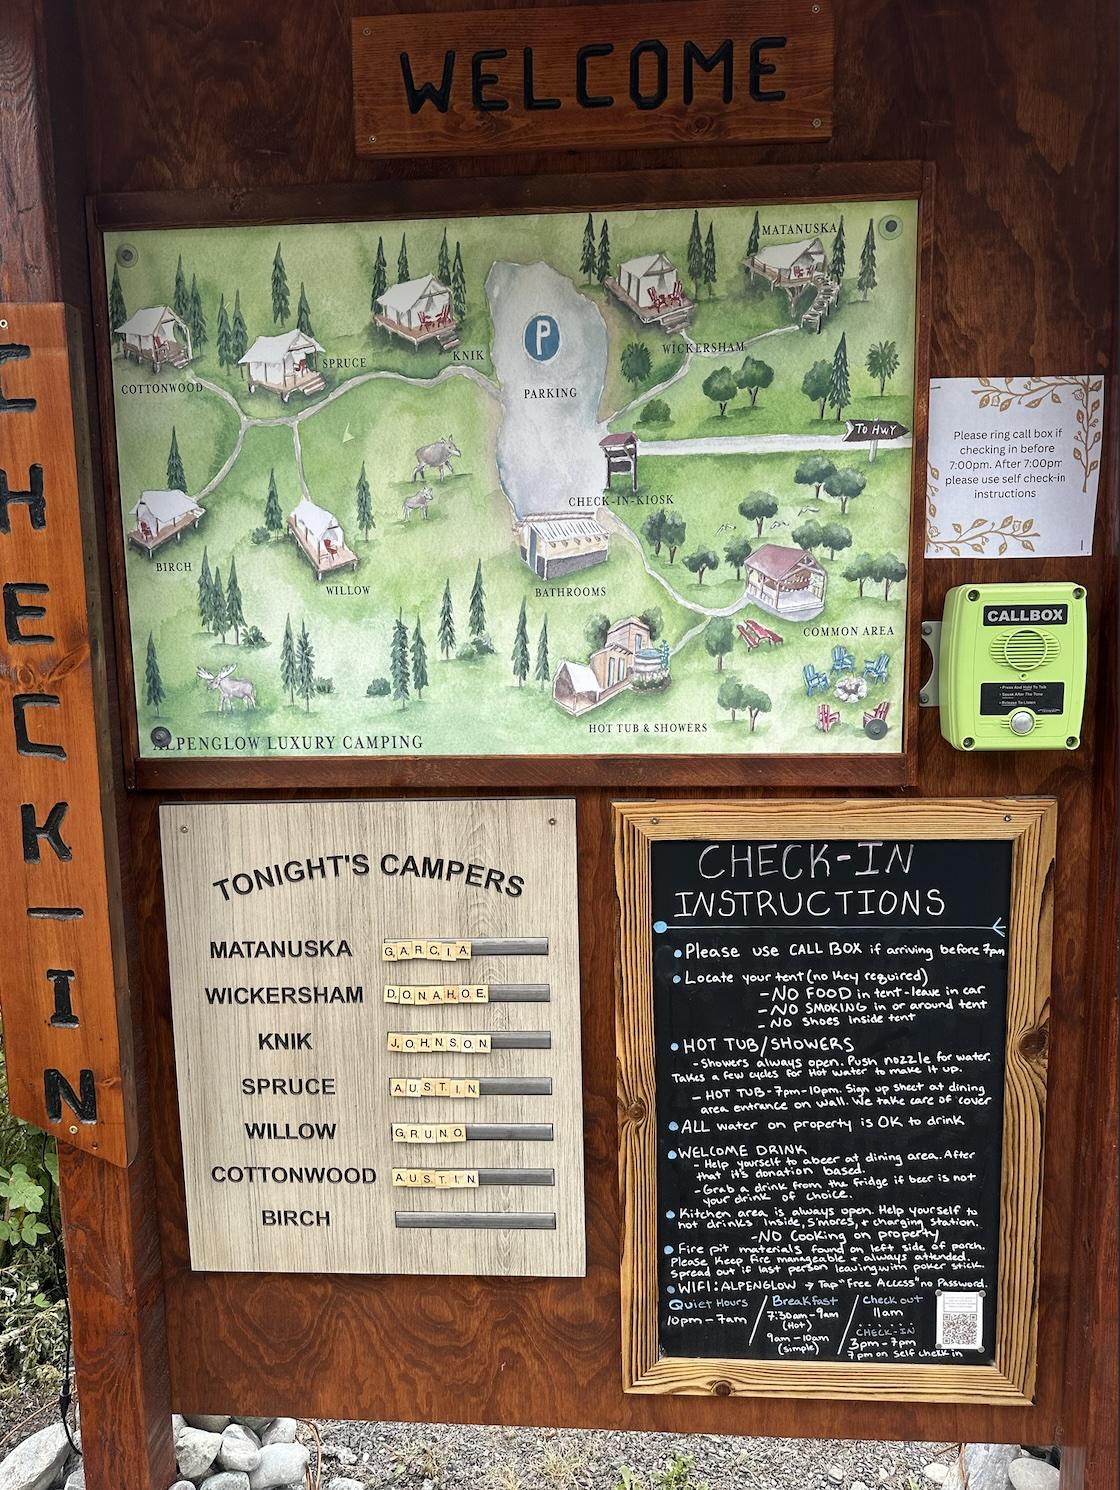 WELCOME
CHECK-IN
MATANUSKA
WICKERSHAM
KNIK
SPRUCE
COTTONWOOD
P
PARKING
TO HWY
CHECK-IN-KIOSK
BIRCH
WILLOW
BATHROOMS
COMMON AREA
HOT TUB & SHOWERS
ALPENGLOW LUXURY CAMPING
Please ring call box if
checking in before
7:00pm. After 7:00pm
please use self check-in
instructions
CALLBOX
• Press And Hold To Talk
• Speak After The Tone
• Release To Listen
TONIGHT'S CAMPERS
MATANUSKA GARCIA
WICKERSHAM DONAHOE
KNIK JOHNSON
SPRUCE AUSTIN
WILLOW GRUNO
COTTONWOOD AUSTIN
BIRCH
CHECK-IN
INSTRUCTIONS
• Please use CALL BOX if arriving before 7pm
• Locate your tent (no key required)
- NO FOOD in tent - leave in car
- NO SMOKING in or around tent
- NO Shoes inside tent
• HOT TUB/SHOWERS
- Showers always open. Push nozzle for water.
Takes a few cycles for Hot water to make it up.
- HOT TUB - 7pm-10pm. Sign up sheet at dining
area entrance on wall. We take care of cover
• ALL water on property is OK to drink
• WELCOME DRINK
- Help yourself to a beer at dining area. After
that it's donation based.
- Grab a drink from the fridge if beer is not
your drink of choice.
• Kitchen area is always open. Help yourself to
hot drinks inside, S'mores, + charging station.
- NO Cooking on property
• Fire pit materials found on left side of porch.
Please keep fire manageable + always attended.
Spread out if last person leaving with poker stick.
• WIFI: ALPENGLOW → Tap "Free Access" no Password.
Quiet Hours
10pm - 7am
Breakfast
7:30am - 9am
(Hot)
9am - 10am
(simple)
Check out
11am
CHECK-IN
3pm - 7pm
7pm on Self check in